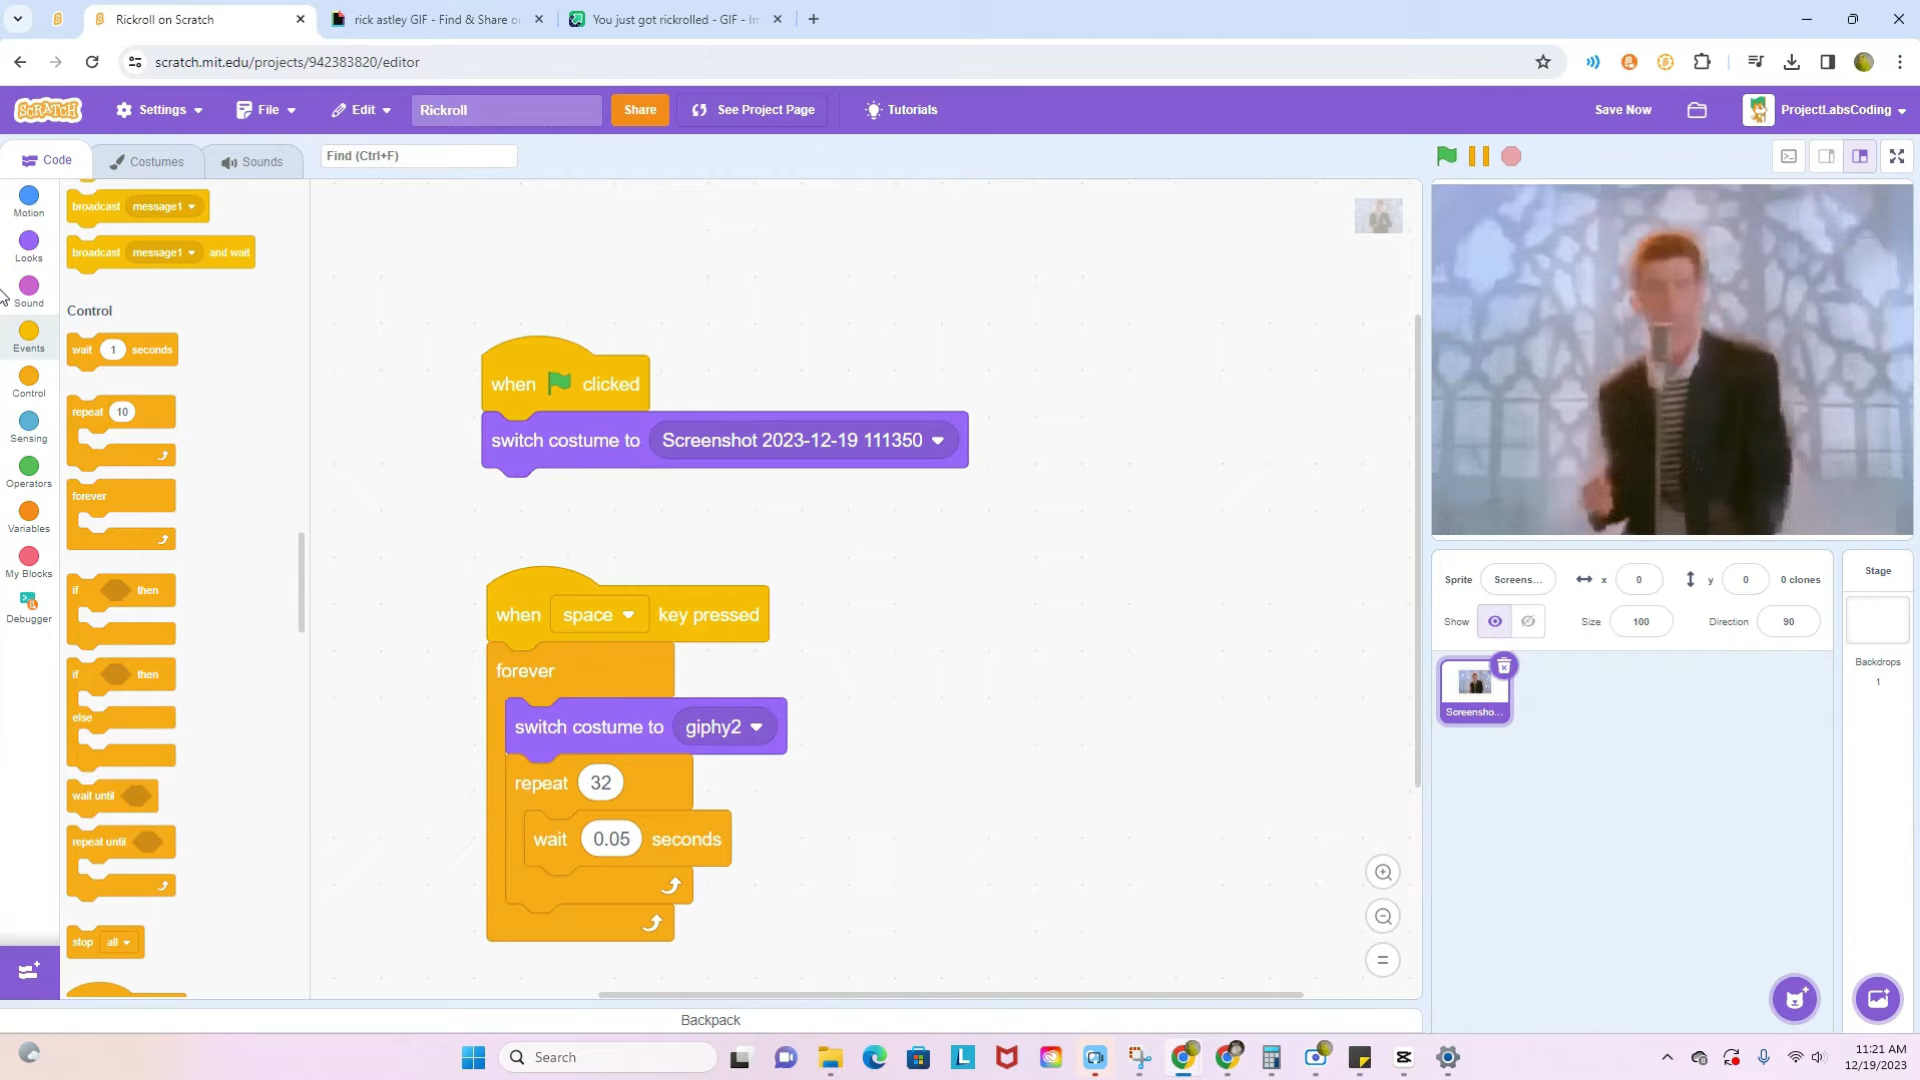 Rickroll on Scratch
rick astley GIF - Find & Share o
You just got rickrolled - GIF - Im
scratch.mit.edu/projects/942383820/editor
SCRATCH
Settings
File
Edit
Rickroll
Share
See Project Page
Tutorials
Save Now
ProjectLabsCoding
Code
Costumes
Sounds
Find (Ctrl+F)
Motion
Looks
Sound
Events
Control
Sensing
Operators
Variables
My Blocks
Debugger
broadcast message1
broadcast message1 and wait
Control
wait 1 seconds
repeat 10
forever
if then
if then
else
wait until
repeat until
stop all
when clicked
switch costume to Screenshot 2023-12-19 111350
when space key pressed
forever
switch costume to giphy2
repeat 32
wait 0.05 seconds
Sprite Screens... x 0 y 0 0 clones
Show Size 100 Direction 90
Screensho...
Stage
Backdrops
1
Backpack
Search
11:21 AM
12/19/2023